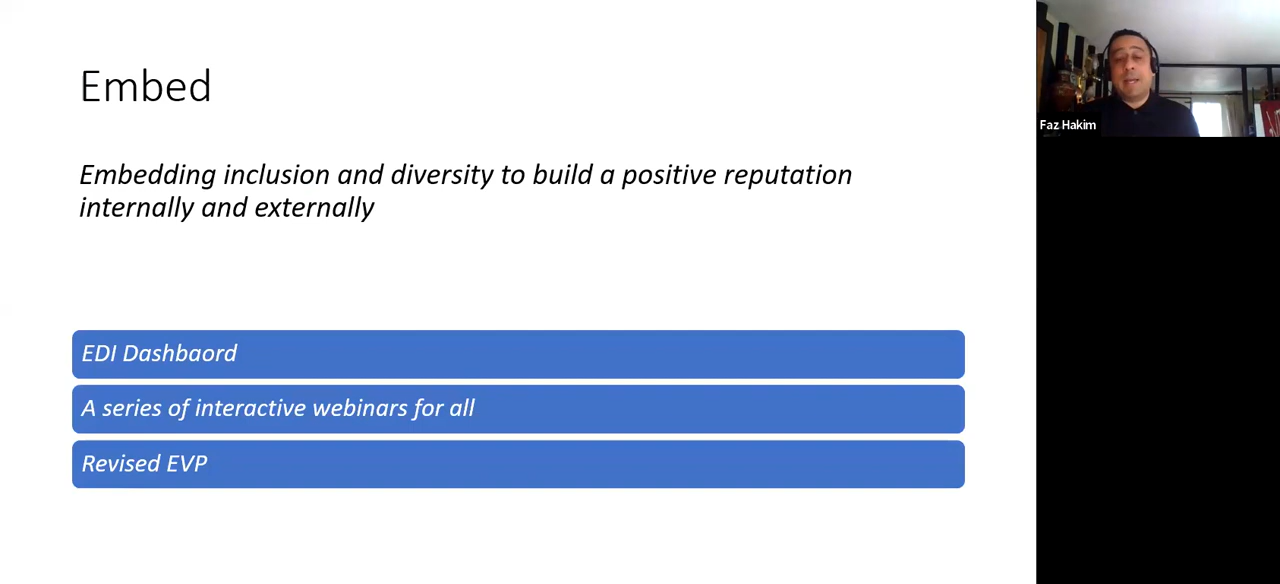 Embed
Embedding inclusion and diversity to build a positive reputation
internally and externally
EDI Dashbaord
A series of interactive webinars for all
Revised EVP
Faz Hakim